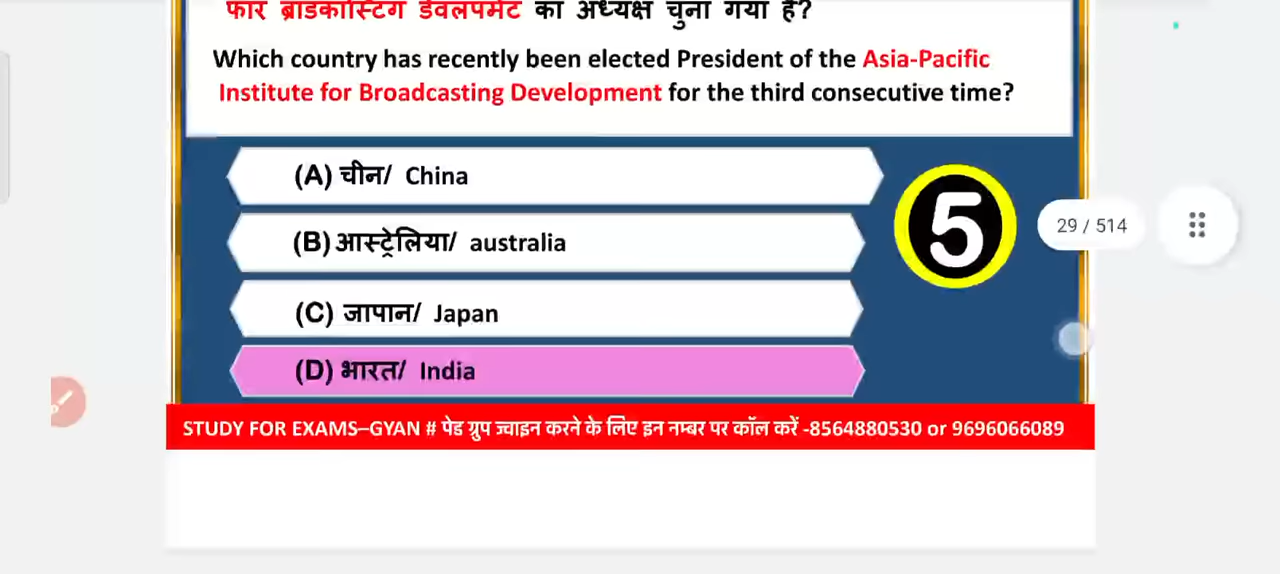 फॉर ब्रॉडकास्टिंग डेवलपमेंट का अध्यक्ष चुना गया है?
Which country has recently been elected President of the Asia-Pacific
Institute for Broadcasting Development for the third consecutive time?
(A) चीन/ China
(B) आस्ट्रेलिया/ australia
5
29 / 514
(C) जापान/ Japan
(D) भारत/ India
STUDY FOR EXAMS–GYAN # पेड ग्रुप ज्वाइन करने के लिए इन नम्बर पर कॉल करें -8564880530 or 9696066089